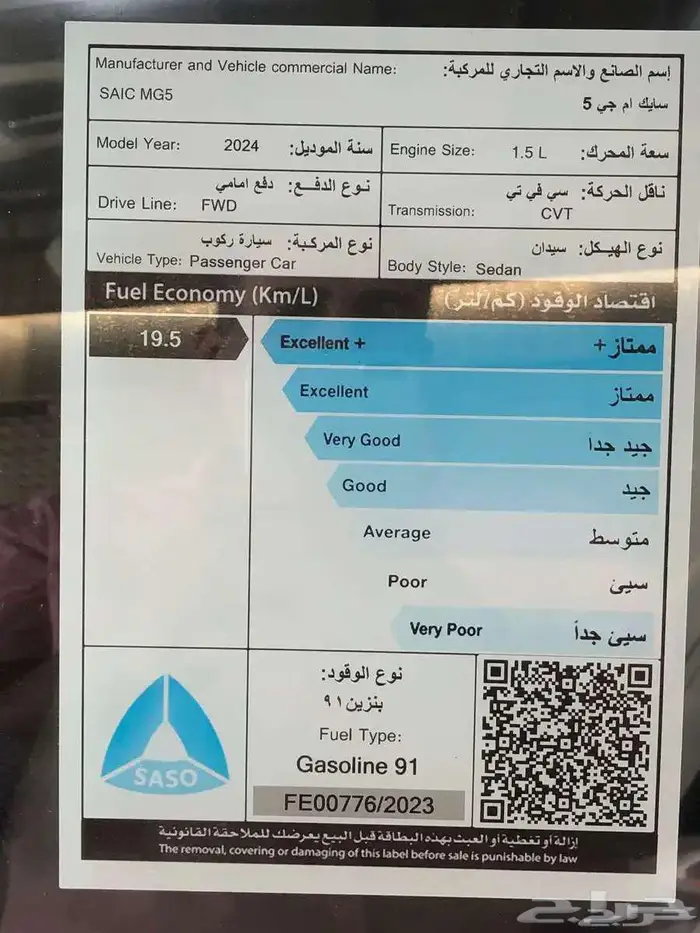 Manufacturer and Vehicle commercial Name: إسم الصانع والاسم التجاري للمركبة:
SAIC MG5 سايك ام جي 5
Model Year: 2024 سنة الموديل:
Engine Size: 1.5 L سعة المحرك:
نوع الدفـــع: دفع امامي
Drive Line: FWD
ناقل الحركة: سي في تي
Transmission: CVT
نوع المركـبة: سيارة ركوب
Vehicle Type: Passenger Car
نوع الهيـكل: سيدان
Body Style: Sedan
Fuel Economy (Km/L) اقتصاد الوقود (كم/لتر)
19.5
Excellent + ممتاز +
Excellent ممتاز
Very Good جيد جداً
Good جيد
Average متوسط
Poor سيئ
Very Poor سيئ جداً
SASO
نوع الوقود:
بنزين ٩١
Fuel Type:
Gasoline 91
FE00776/2023
إزالة أو تغطية أو العبث بهذه البطاقة قبل البيع يعرضك للملاحقة القانونية
The removal, covering or damaging of this label before sale is punishable by law
حراج